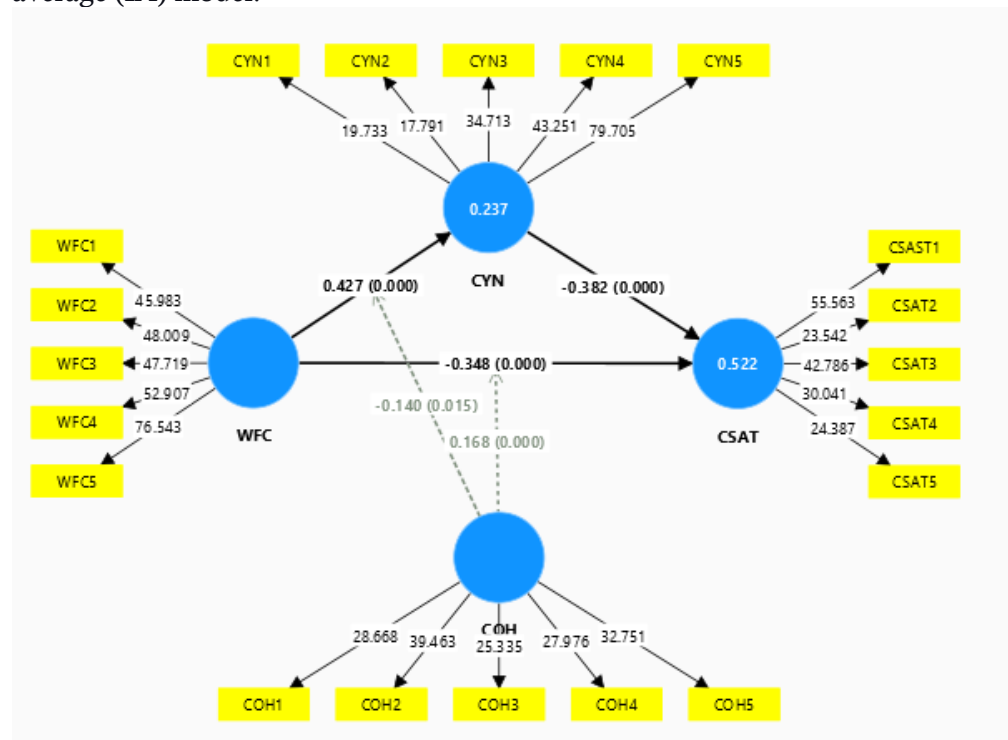 CYN1 CYN2 CYN3 CYN4 CYN5
19.733 17.791 34.713 43.251 79.705
0.237
CYN
WFC1
WFC2
WFC3
WFC4
WFC5
45.983
48.009
47.719
52.907
76.543
WFC
0.427 (0.000)
-0.382 (0.000)
-0.348 (0.000)
-0.140 (0.015)
0.168 (0.000)
0.522
CSAT
55.563
23.542
42.786
30.041
24.387
CSAST1
CSAT2
CSAT3
CSAT4
CSAT5
COH
28.668 39.463 25.335 27.976 32.751
COH1 COH2 COH3 COH4 COH5